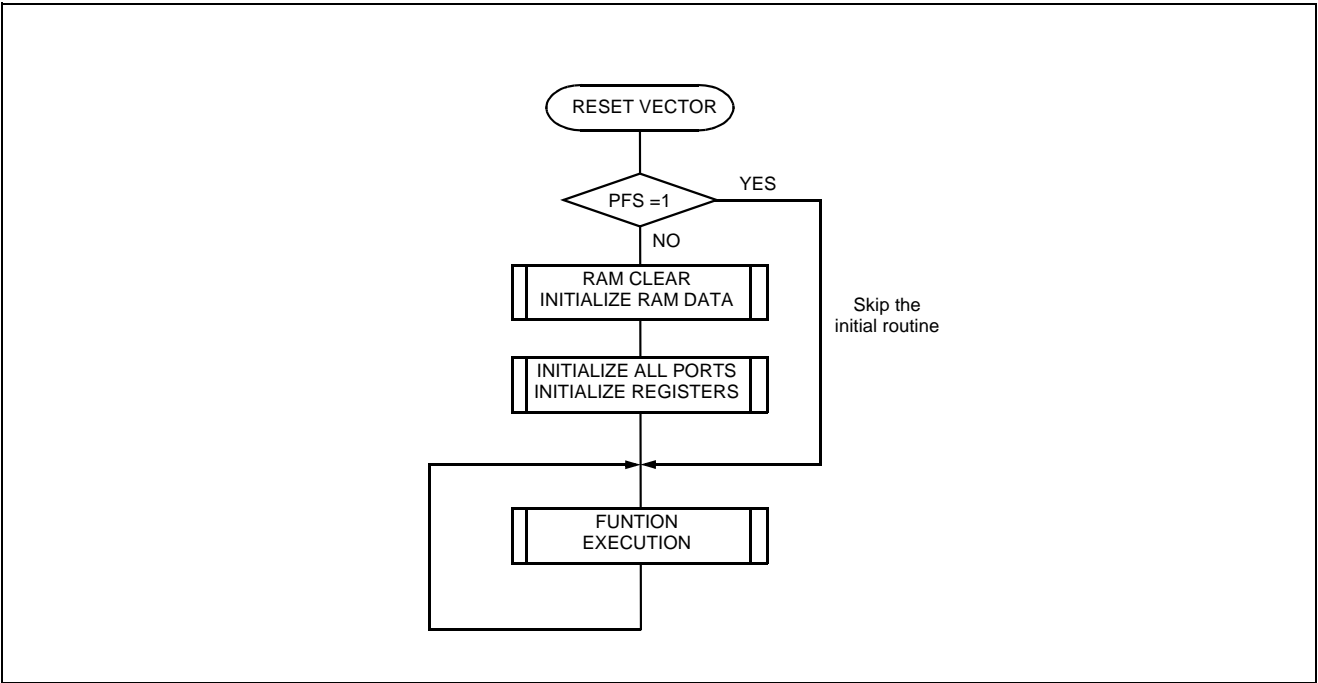 RESET VECTOR
PFS =1
YES
NO
RAM CLEAR
INITIALIZE RAM DATA
Skip the
initial routine
INITIALIZE ALL PORTS
INITIALIZE REGISTERS
FUNTION
EXECUTION